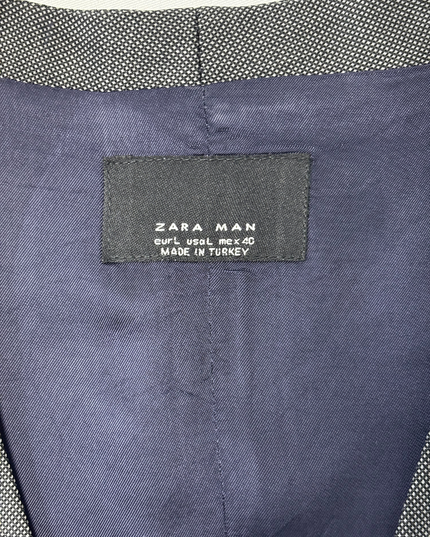 ZARA MAN
eur L usa L mex 40
MADE IN TURKEY